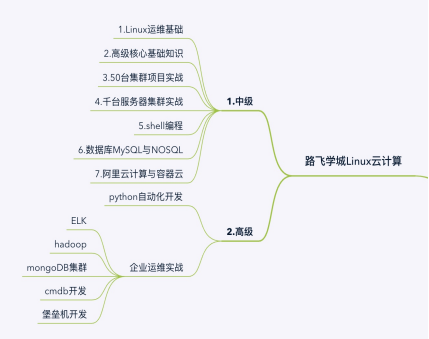 路飞学城Linux云计算
1.中级
1.Linux运维基础
2.高级核心基础知识
3.50台集群项目实战
4.千台服务器集群实战
5.shell编程
6.数据库MySQL与NOSQL
7.阿里云计算与容器云
2.高级
python自动化开发
企业运维实战
ELK
hadoop
mongoDB集群
cmdb开发
堡垒机开发